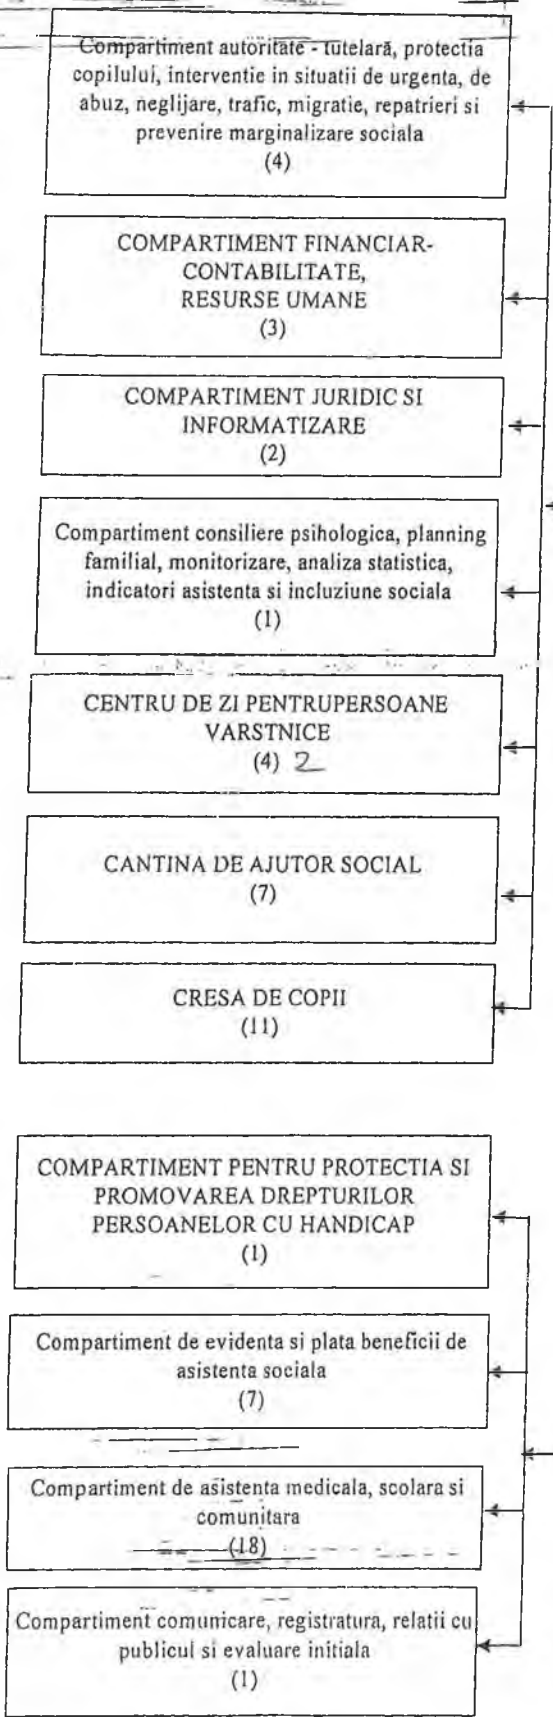 Compartiment autoritate - tutelară, protectia
copilului, interventie in situatii de urgenta, de
abuz, neglijare, trafic, migratie, repatrieri si
prevenire marginalizare sociala
(4)
COMPARTIMENT FINANCIAR-
CONTABILITATE,
RESURSE UMANE
(3)
COMPARTIMENT JURIDIC SI
INFORMATIZARE
(2)
Compartiment consiliere psihologica, planning
familial, monitorizare, analiza statistica,
indicatori asistenta si incluziune sociala
(1)
CENTRU DE ZI PENTRUPERSOANE
VARSTNICE
(4) 2
CANTINA DE AJUTOR SOCIAL
(7)
CRESA DE COPII
(11)
COMPARTIMENT PENTRU PROTECTIA SI
PROMOVAREA DREPTURILOR
PERSOANELOR CU HANDICAP
(1)
Compartiment de evidenta si plata beneficii de
asistenta sociala
(7)
Compartiment de asistenta medicala, scolara si
comunitara
(18)
Compartiment comunicare, registratura, relatii cu
publicul si evaluare initiala
(1)